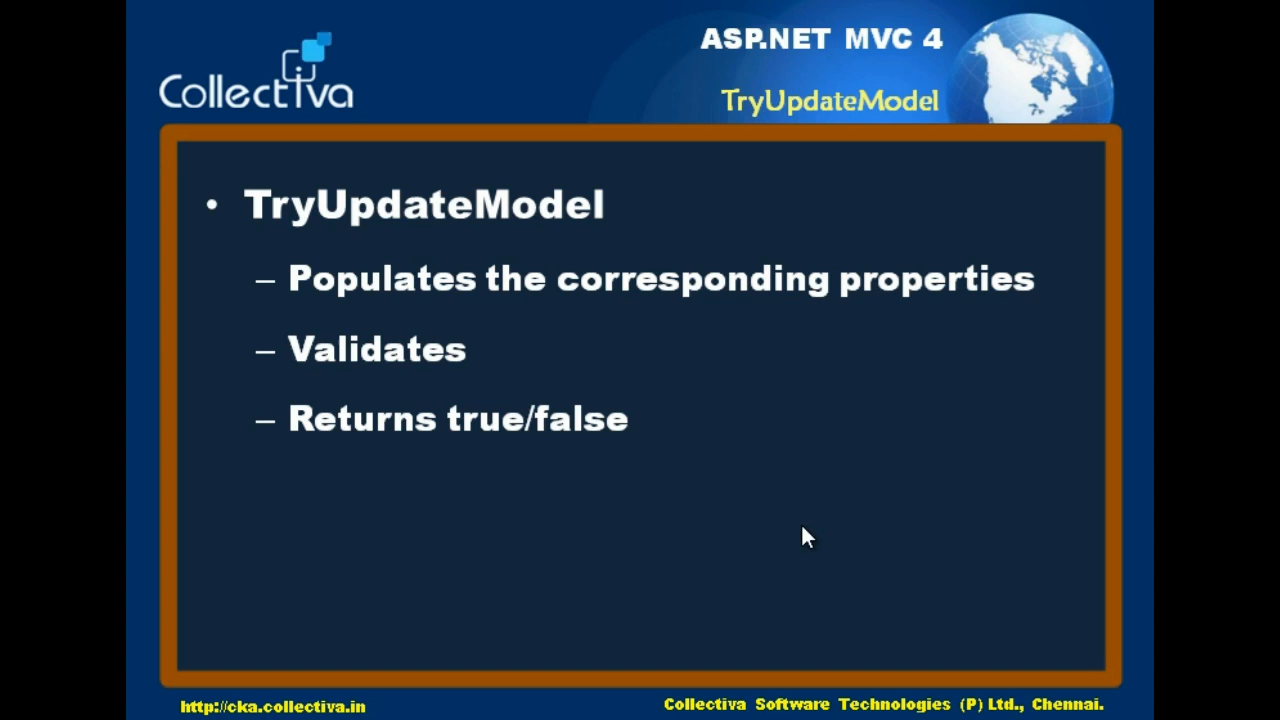 Collectiva
ASP.NET MVC 4
TryUpdateModel
• TryUpdateModel
– Populates the corresponding properties
– Validates
– Returns true/false
http://cka.collectiva.in
Collectiva Software Technologies (P) Ltd., Chennai.